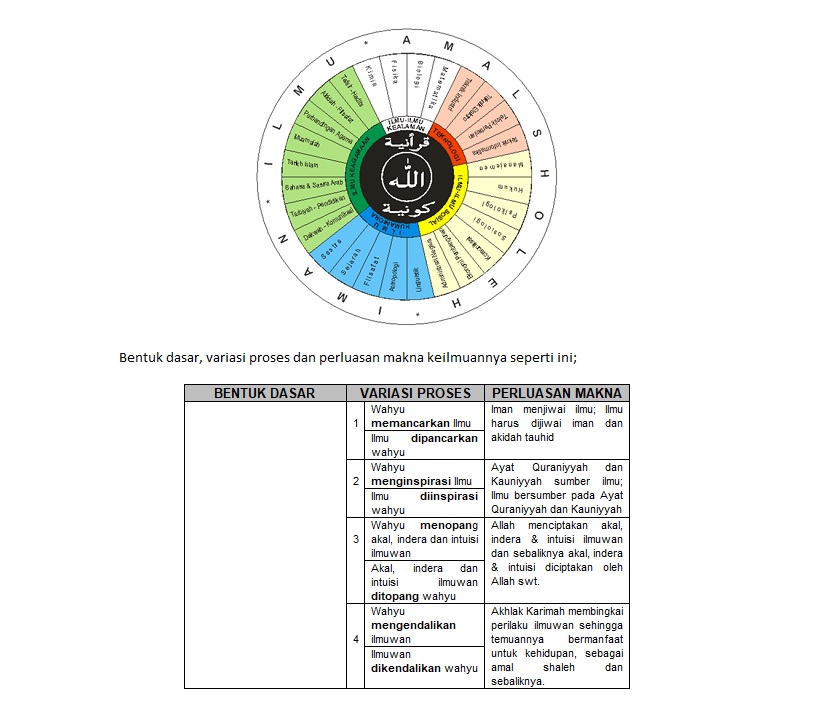 * ILMU * AMAL SHOLEH * IMAN
Kimia
Fisika
Biologi
Matematika
Teknik Industri
Teknik Elektro
Teknik Informatika
Manajemen
Hukum
Psikologi
Sosiologi
Komunikasi
Linguistik
Antropologi
Filsafat
Sejarah
Sastra
Dakwah - Komunikasi
Tarbiyah - Pendidikan
Bahasa & Sastra Arab
Tarikh Islam
Muamalah
Perbandingan Agama
Akidah - Filsafat
Tafsir - Hadits
ILMU-ILMU
KEALAMAN
TEKNOLOGI
ILMU-ILMU SOSIAL
ILMU
HUMANIORA
ILMU KEAGAMAAN
قرآنية
الله
كونية
Bentuk dasar, variasi proses dan perluasan makna keilmuannya seperti ini;
BENTUK DASAR VARIASI PROSES PERLUASAN MAKNA
1
Wahyu
memancarkan Ilmu
Ilmu dipancarkan
wahyu
Iman menjiwai ilmu; Ilmu
harus dijiwai iman dan
akidah tauhid
2
Wahyu
menginspirasi Ilmu
Ilmu diinspirasi
wahyu
Ayat Quraniyyah dan
Kauniyyah sumber ilmu;
Ilmu bersumber pada Ayat
Quraniyyah dan Kauniyyah
3
Wahyu menopang
akal, indera dan intuisi
ilmuwan
Akal, indera dan
intuisi ilmuwan
ditopang wahyu
Allah menciptakan akal,
indera & intuisi ilmuwan
dan sebaliknya akal, indera
& intuisi diciptakan oleh
Allah swt.
4
Wahyu
mengendalikan
ilmuwan
Ilmuwan
dikendalikan wahyu
Akhlak Karimah membingkai
perilaku ilmuwan sehingga
temuannya bermanfaat
untuk kehidupan, sebagai
amal shaleh dan
sebaliknya.